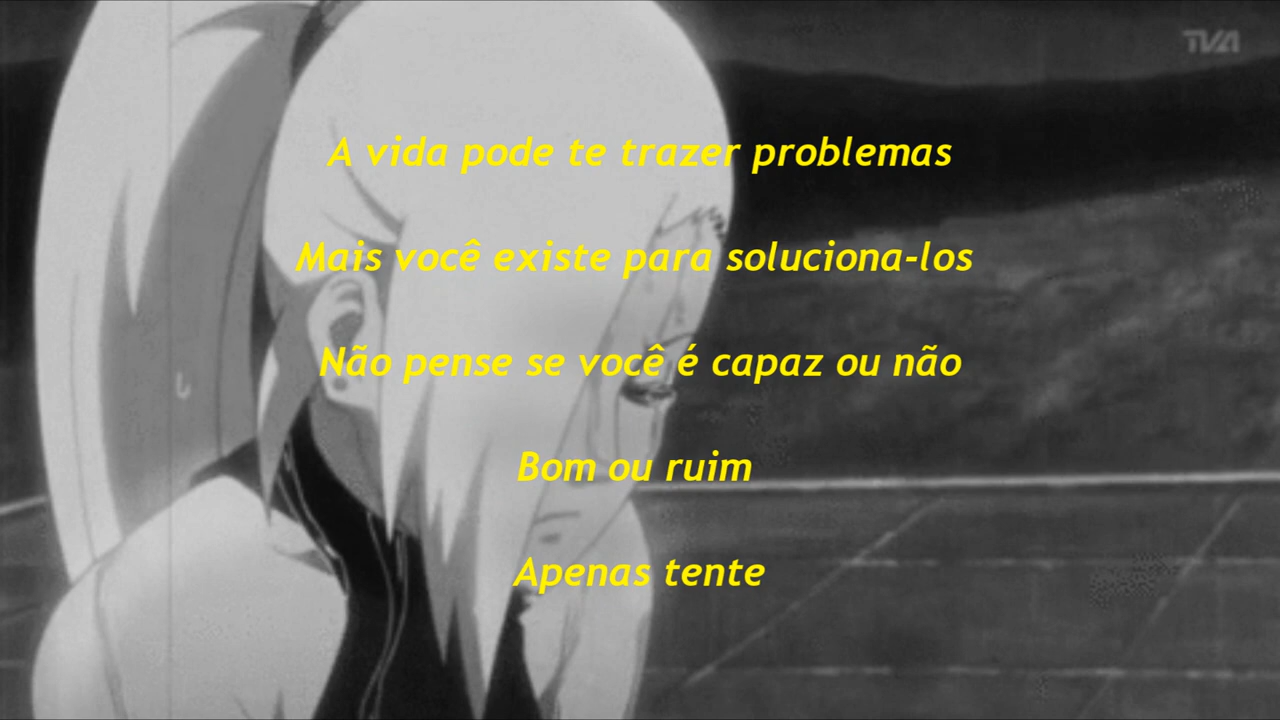 TVA
A vida pode te trazer problemas
Mais você existe para soluciona-los
Não pense se você é capaz ou não
Bom ou ruim
Apenas tente